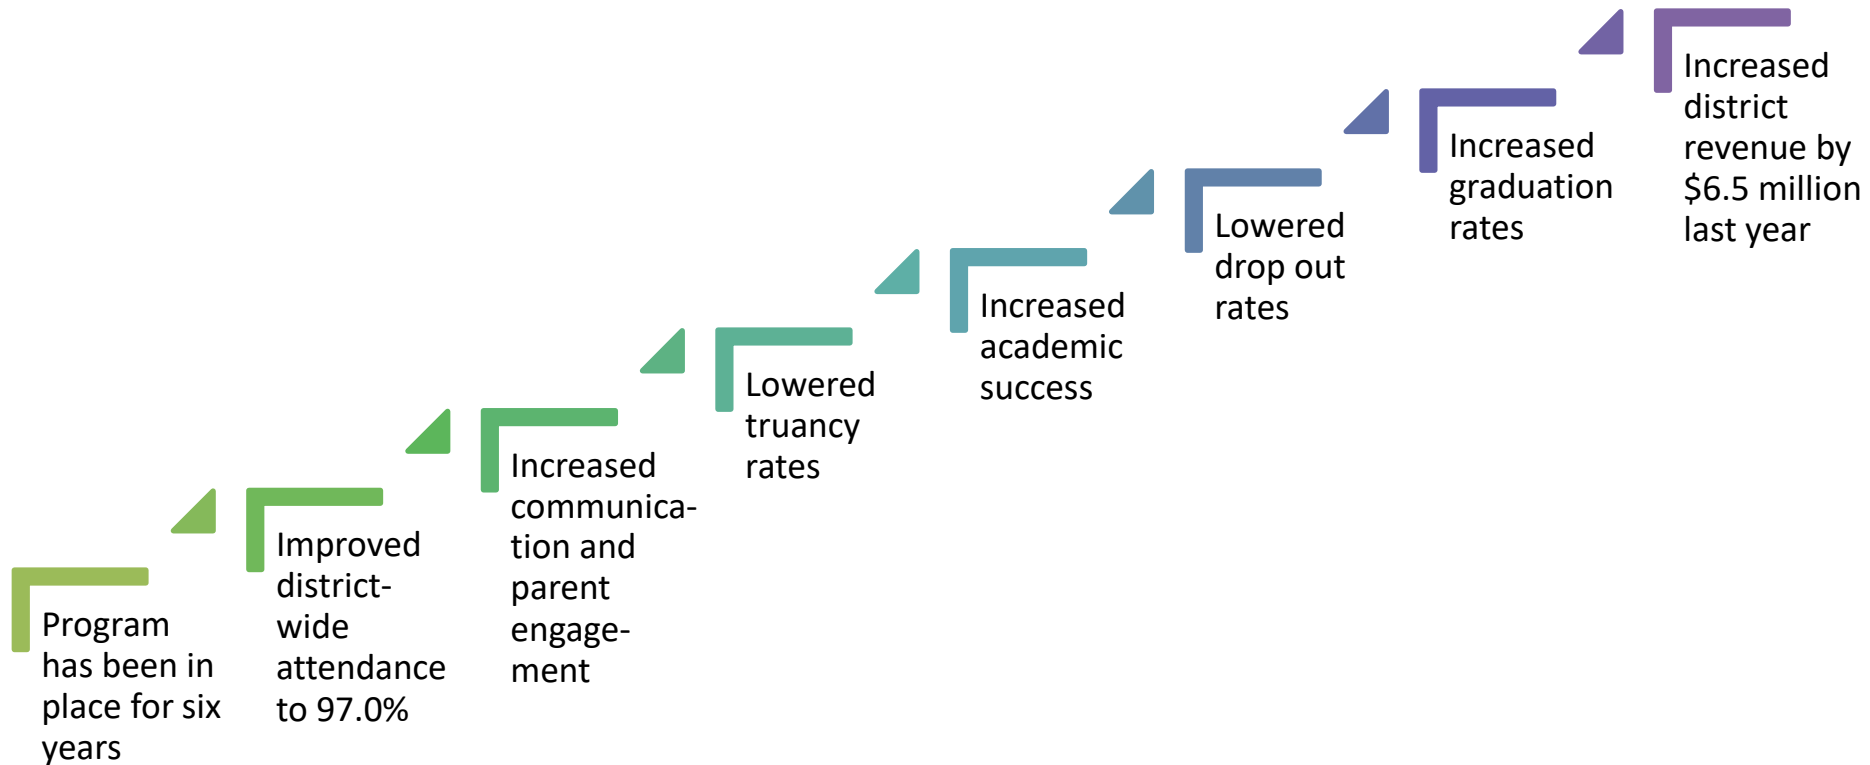 Program
has been in
place for six
years
Improved
district-
wide
attendance
to 97.0%
Increased
communica-
tion and
parent
engage-
ment
Lowered
truancy
rates
Increased
academic
success
Lowered
drop out
rates
Increased
graduation
rates
Increased
district
revenue by
$6.5 million
last year